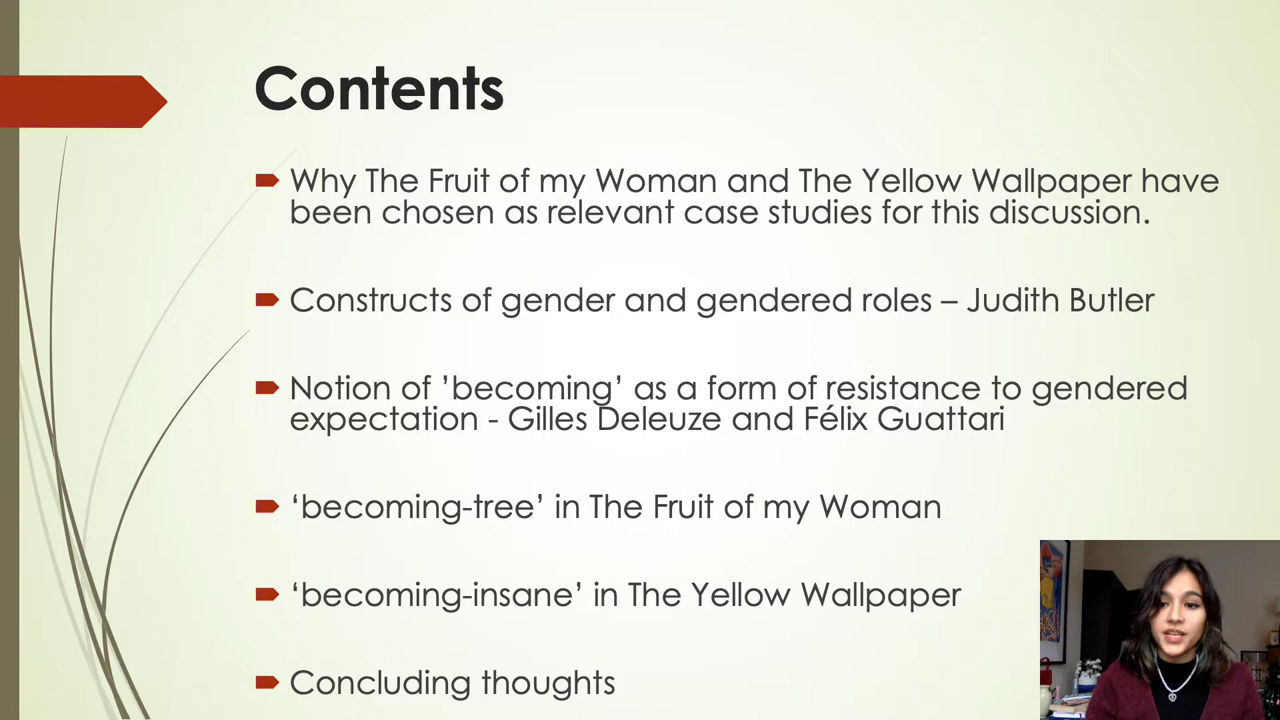 Contents
Why The Fruit of my Woman and The Yellow Wallpaper have
been chosen as relevant case studies for this discussion.
Constructs of gender and gendered roles – Judith Butler
Notion of ’becoming’ as a form of resistance to gendered
expectation - Gilles Deleuze and Félix Guattari
‘becoming-tree’ in The Fruit of my Woman
‘becoming-insane’ in The Yellow Wallpaper
Concluding thoughts